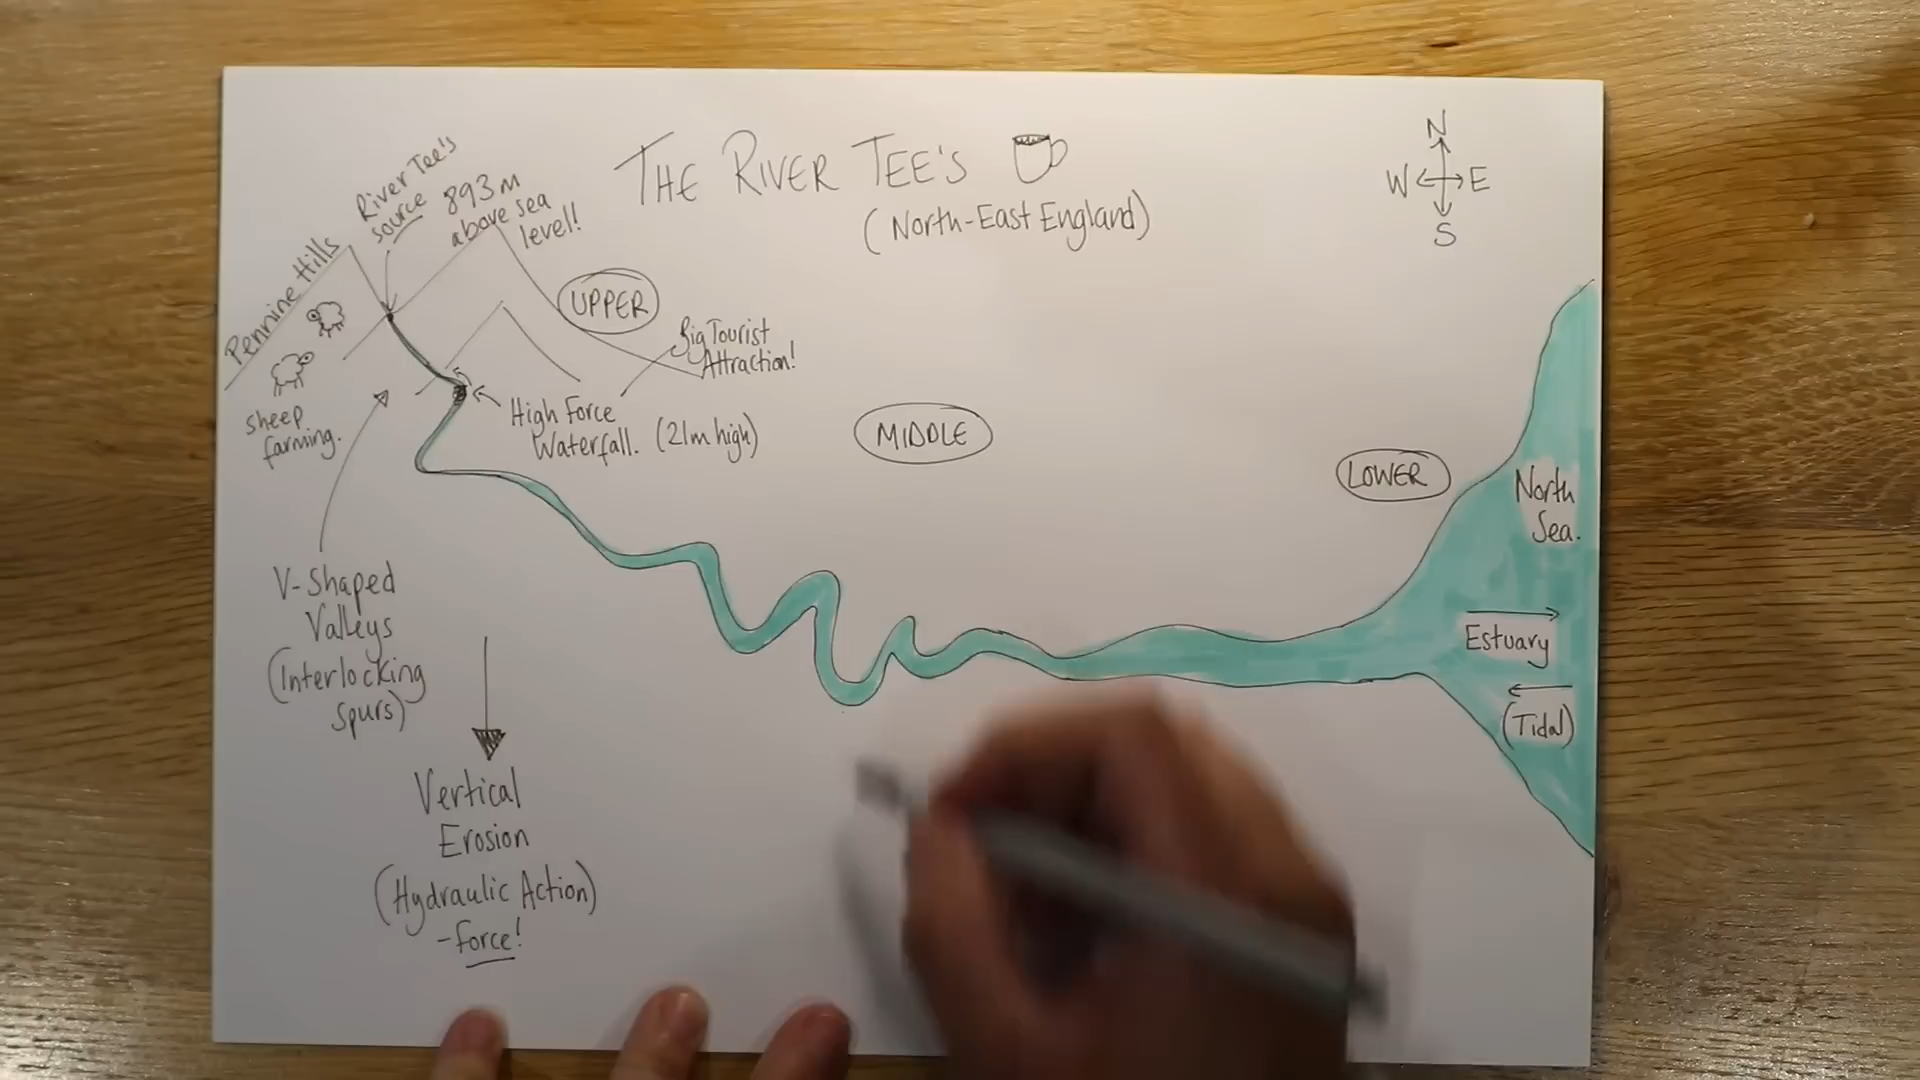 THE RIVER TEE'S
(North-East England)
N
W E
S
River Tee's
source
893m
above sea
level!
Pennine Hills
sheep
farming.
UPPER
Big Tourist
Attraction!
High Force
Waterfall. (21m high)
MIDDLE
LOWER
North
Sea.
Estuary
(Tidal)
V-Shaped
Valleys
(Interlocking
Spurs)
Vertical
Erosion
(Hydraulic Action)
-force!